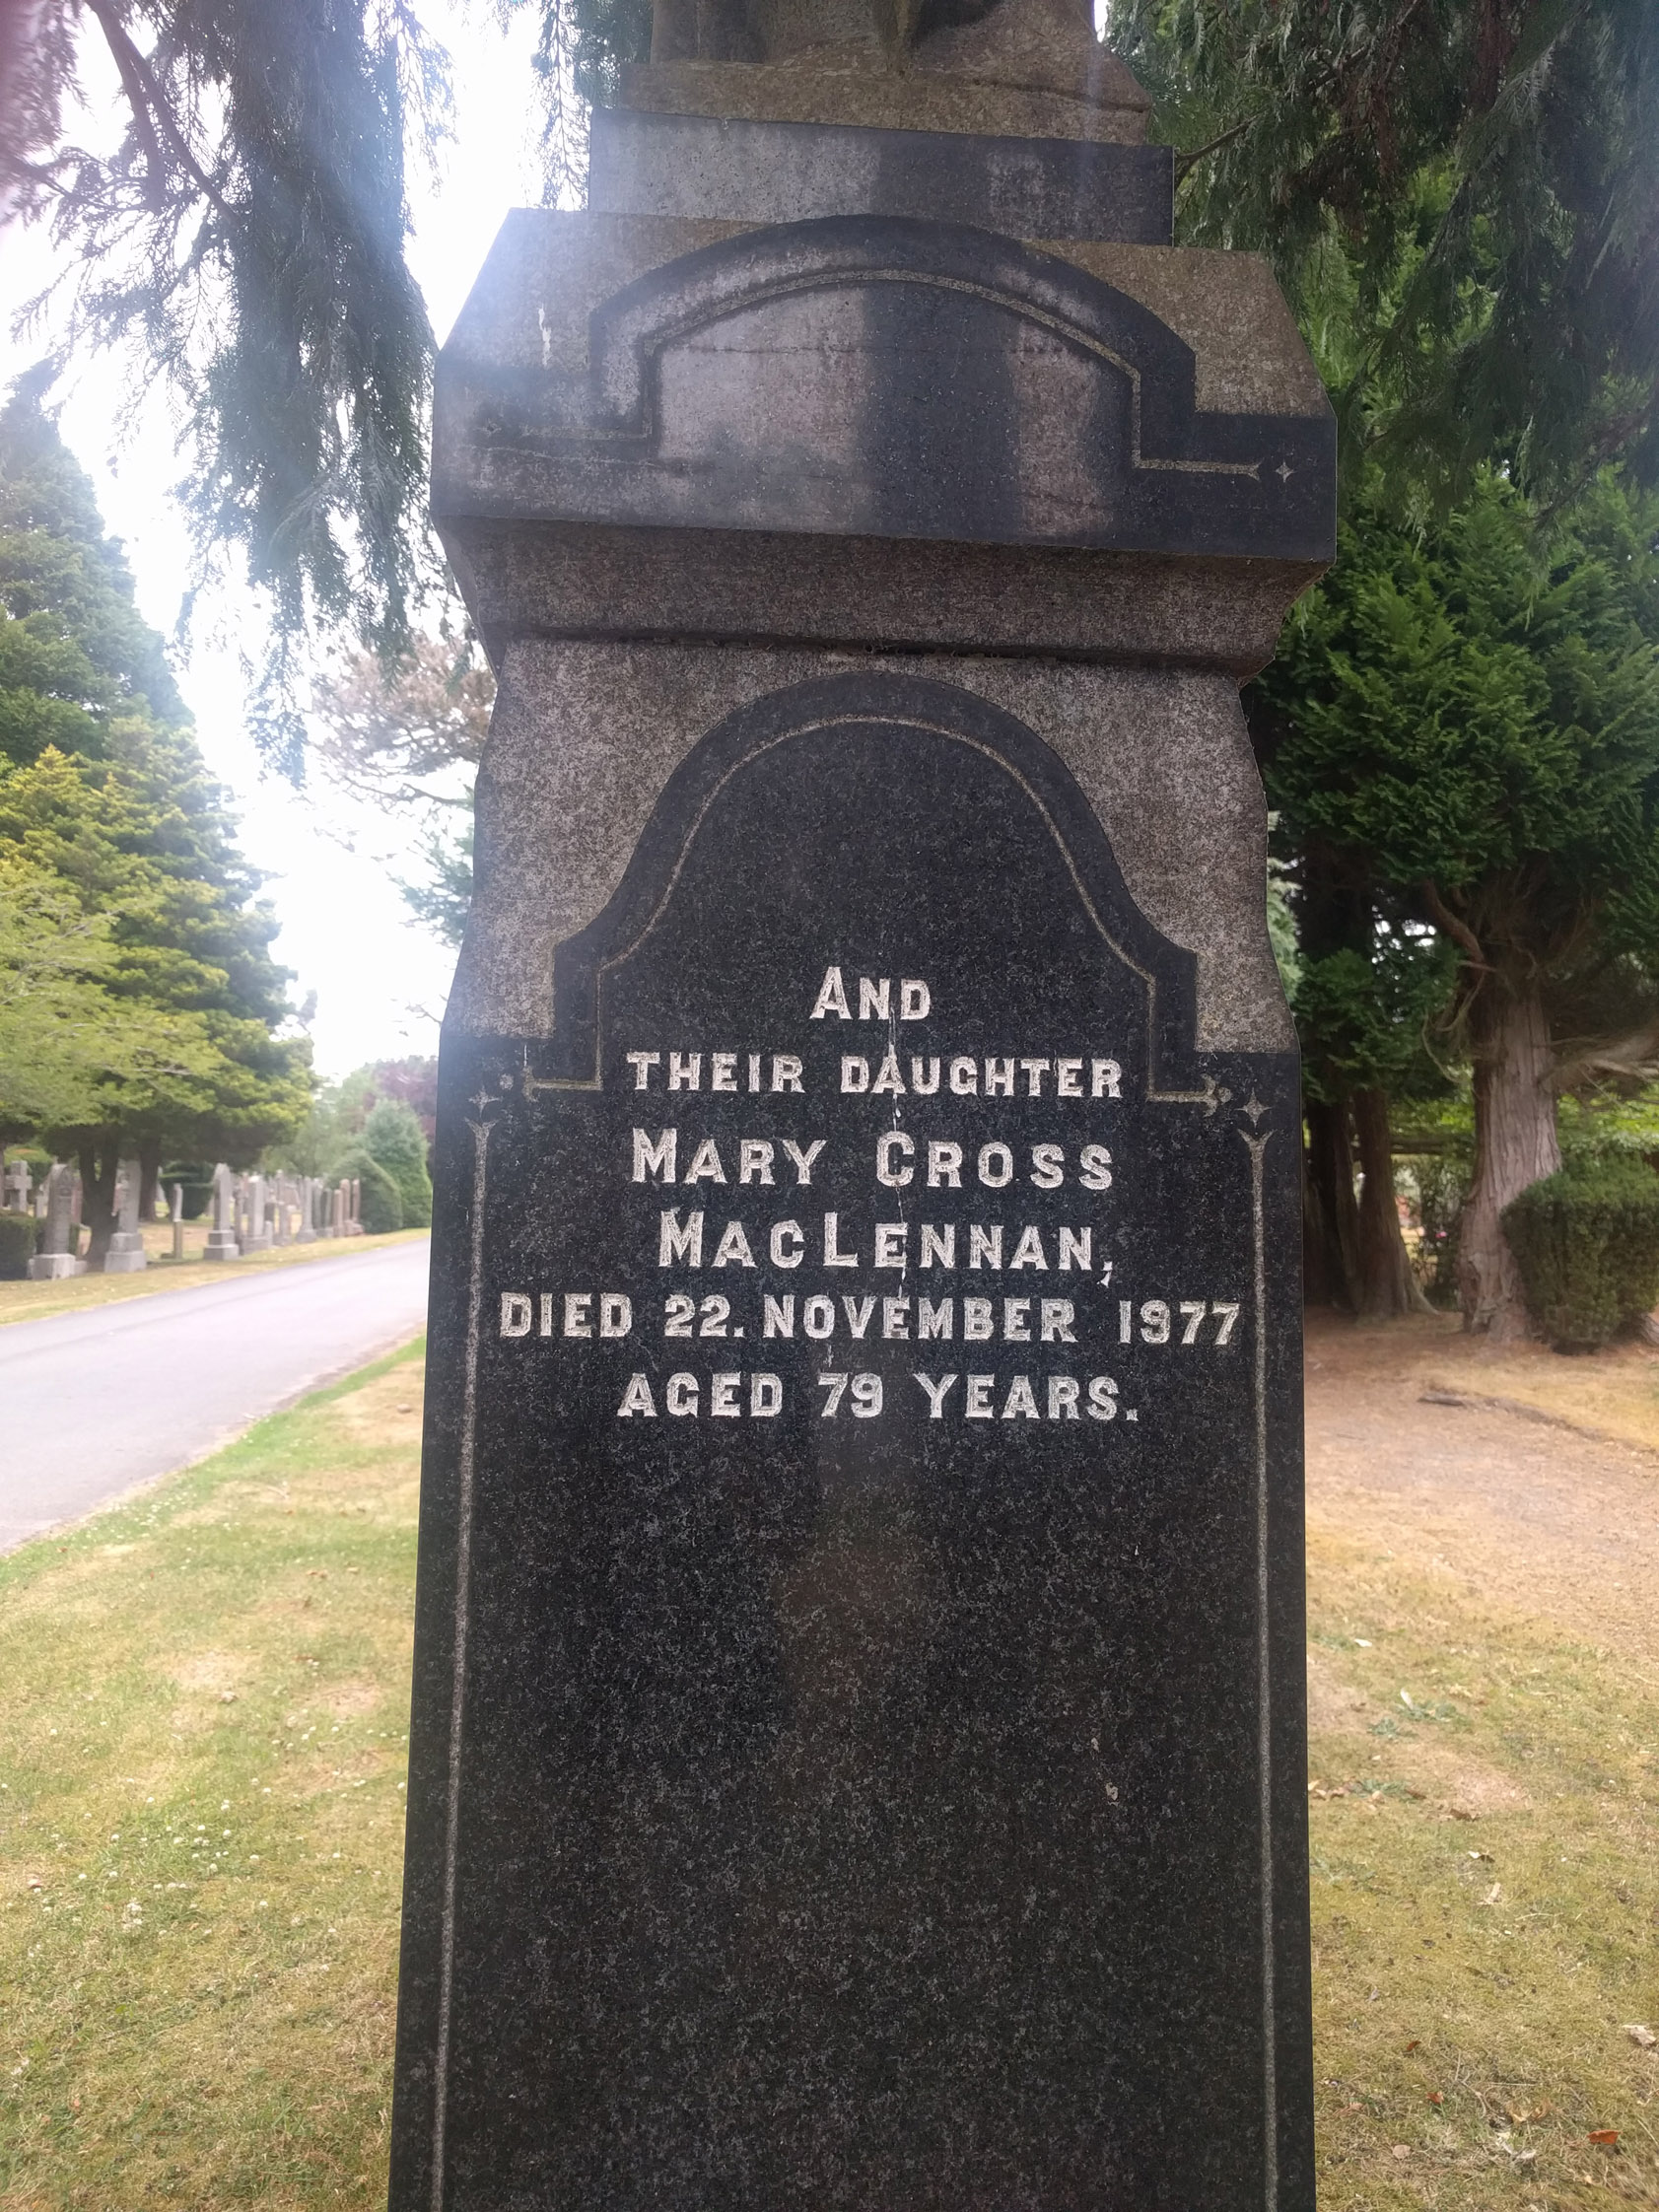 AND
THEIR DAUGHTER
MARY CROSS
MACLENNAN,
DIED 22. NOVEMBER 1977
AGED 79 YEARS.